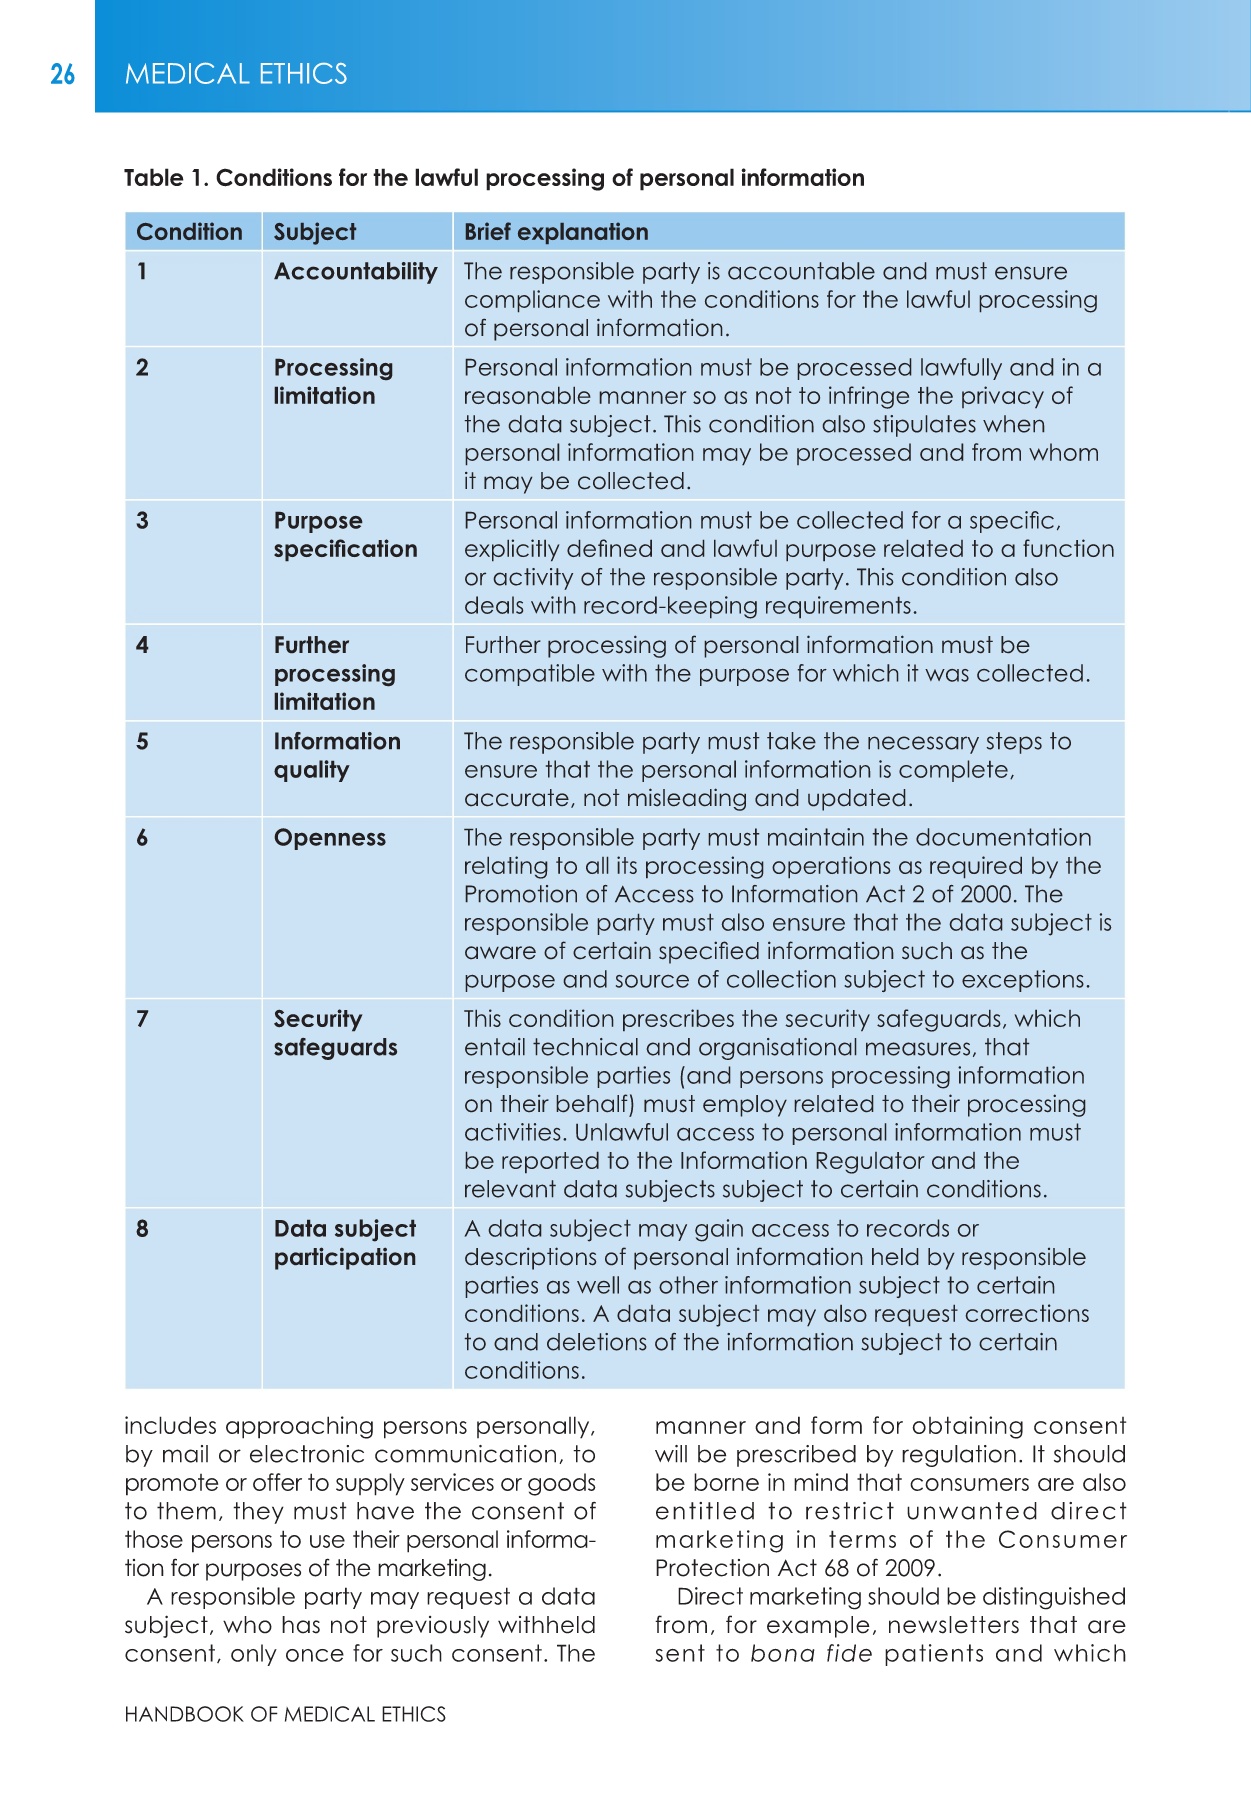 26
MEDICAL ETHICS
Table 1. Conditions for the lawful processing of personal information
Condition Subject Brief explanation
1 Accountability The responsible party is accountable and must ensure
compliance with the conditions for the lawful processing
of personal information.
2 Processing Personal information must be processed lawfully and in a
limitation reasonable manner so as not to infringe the privacy of
the data subject. This condition also stipulates when
personal information may be processed and from whom
it may be collected.
3 Purpose Personal information must be collected for a specific,
specification explicitly defined and lawful purpose related to a function
or activity of the responsible party. This condition also
deals with record-keeping requirements.
4 Further Further processing of personal information must be
processing compatible with the purpose for which it was collected.
limitation
5 Information The responsible party must take the necessary steps to
quality ensure that the personal information is complete,
accurate, not misleading and updated.
6 Openness The responsible party must maintain the documentation
relating to all its processing operations as required by the
Promotion of Access to Information Act 2 of 2000. The
responsible party must also ensure that the data subject is
aware of certain specified information such as the
purpose and source of collection subject to exceptions.
7 Security This condition prescribes the security safeguards, which
safeguards entail technical and organisational measures, that
responsible parties (and persons processing information
on their behalf) must employ related to their processing
activities. Unlawful access to personal information must
be reported to the Information Regulator and the
relevant data subjects subject to certain conditions.
8 Data subject A data subject may gain access to records or
participation descriptions of personal information held by responsible
parties as well as other information subject to certain
conditions. A data subject may also request corrections
to and deletions of the information subject to certain
conditions.
includes approaching persons personally,
by mail or electronic communication, to
promote or offer to supply services or goods
to them, they must have the consent of
those persons to use their personal informa-
tion for purposes of the marketing.
A responsible party may request a data
subject, who has not previously withheld
consent, only once for such consent. The
manner and form for obtaining consent
will be prescribed by regulation. It should
be borne in mind that consumers are also
entitled to restrict unwanted direct
marketing in terms of the Consumer
Protection Act 68 of 2009.
Direct marketing should be distinguished
from, for example, newsletters that are
sent to bona fide patients and which
HANDBOOK OF MEDICAL ETHICS